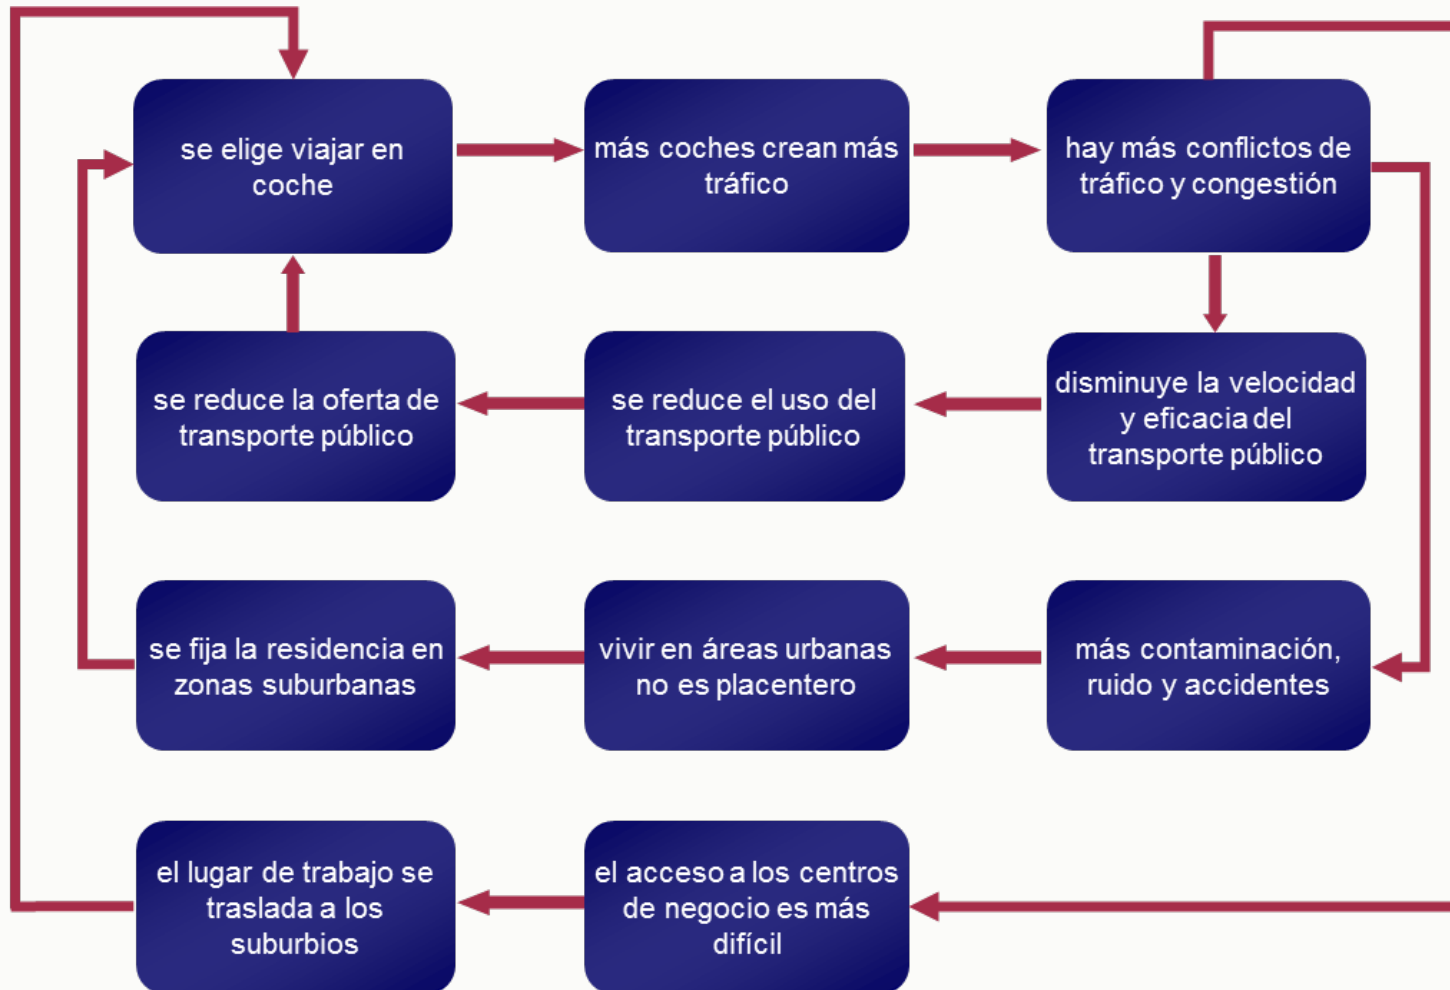 se elige viajar en
coche
más coches crean más
tráfico
hay más conflictos de
tráfico y congestión
se reduce la oferta de
transporte público
se reduce el uso del
transporte público
disminuye la velocidad
y eficacia del
transporte público
se fija la residencia en
zonas suburbanas
vivir en áreas urbanas
no es placentero
más contaminación,
ruido y accidentes
el lugar de trabajo se
traslada a los
suburbios
el acceso a los centros
de negocio es más
difícil